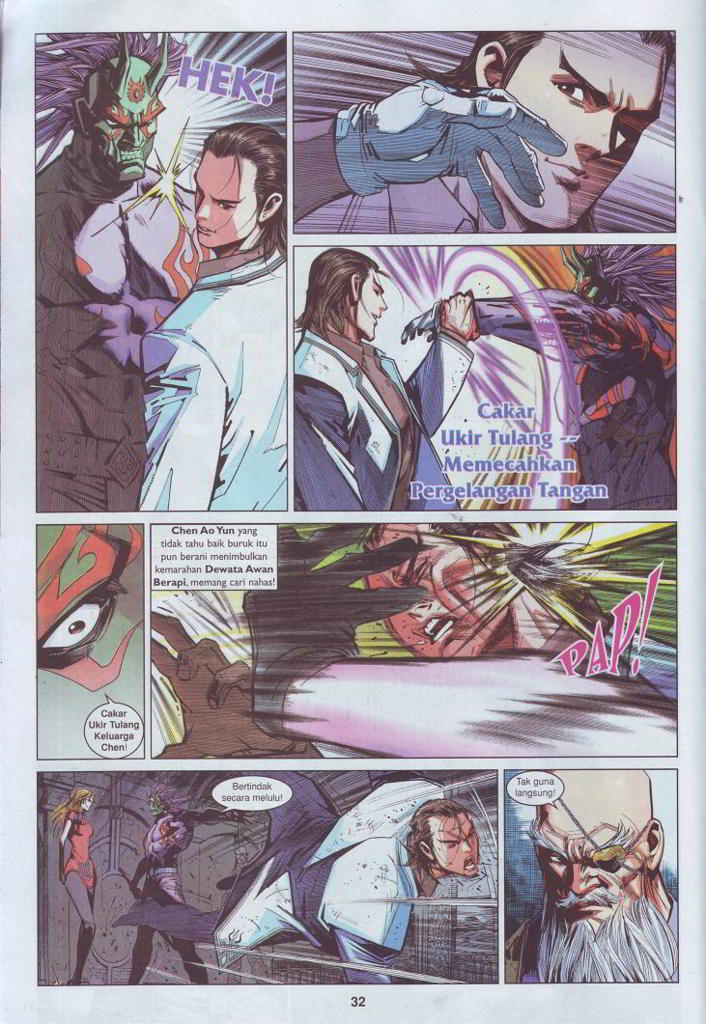 HEK!
Cakar
Ukir Tulang --
Memecahkan
Pergelangan Tangan
Cakar
Ukir Tulang
Keluarga
Chen!
Chen Ao Yun yang
tidak tahu baik buruk itu
pun berani menimbulkan
kemarahan Dewata Awan
Berapi, memang cari nahas!
PAP!
Bertindak
secara melulu!
Tak guna
langsung!
32